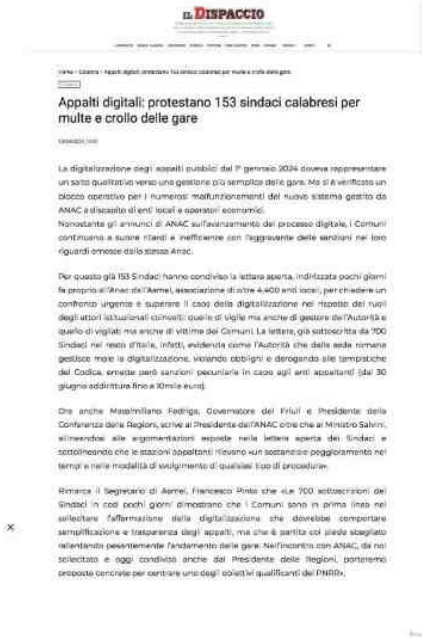 IL DISPACCIO
Home - Calabria - Appalti digitali: protestano 153 sindaci calabresi per multe e crollo delle gare
Appalti digitali: protestano 153 sindaci calabresi per
multe e crollo delle gare
La digitalizzazione degli appalti pubblici dal 1° gennaio 2024 doveva rappresentare
un salto qualitativo verso una gestione più semplice delle gare. Ma si è verificato un
blocco operativo per i numerosi malfunzionamenti del nuovo sistema gestito da
ANAC a discapito di enti locali e operatori economici.
Nonostante gli annunci di ANAC sull'avanzamento del processo digitale, i Comuni
continuano a subire ritardi e inefficienze con l'aggravante delle sanzioni nei loro
riguardi emesse dalla stessa Anac.
Per questo già 153 Sindaci hanno condiviso la lettera aperta, indirizzata pochi giorni
fa proprio all'Anac dall'Asmel, associazione di oltre 4.400 enti locali, per chiedere un
confronto urgente e superare il caos della digitalizzazione nel rispetto dei ruoli
degli attori istituzionali coinvolti: quello di vigile ma anche di gestore dell'Autorità e
quello di vigilati ma anche di vittime dei Comuni. La lettera, già sottoscritta da 700
Sindaci nel resto d'Italia, infatti, evidenzia come l'Autorità che dalla sede romana
gestisce male la digitalizzazione, violando obblighi e derogando alle tempistiche
del Codice, emette però sanzioni pecuniarie in capo agli enti appaltanti (dal 30
giugno addirittura fino a 10mila euro).
Ora anche Massimiliano Fedriga, Governatore del Friuli e Presidente della
Conferenza delle Regioni, scrive al Presidente dell'ANAC oltre che al Ministro Salvini,
allineandosi alle argomentazioni esposte nella lettera aperta dei Sindaci e
sottolineando che le stazioni appaltanti rilevano «un sostanziale peggioramento nei
tempi e nelle modalità di svolgimento di qualsiasi tipo di procedura».
Rimarca il Segretario di Asmel, Francesco Pinto che «Le 700 sottoscrizioni dei
Sindaci in così pochi giorni dimostrano che i Comuni sono in prima linea nel
sollecitare l'affermazione della digitalizzazione che dovrebbe comportare
semplificazione e trasparenza degli appalti, ma che è partita col piede sbagliato
rallentando pesantemente l'andamento delle gare. Nell'incontro con ANAC, da noi
sollecitato e oggi condiviso anche dal Presidente delle Regioni, porteremo
proposte concrete per centrare uno degli obiettivi qualificanti del PNRR».